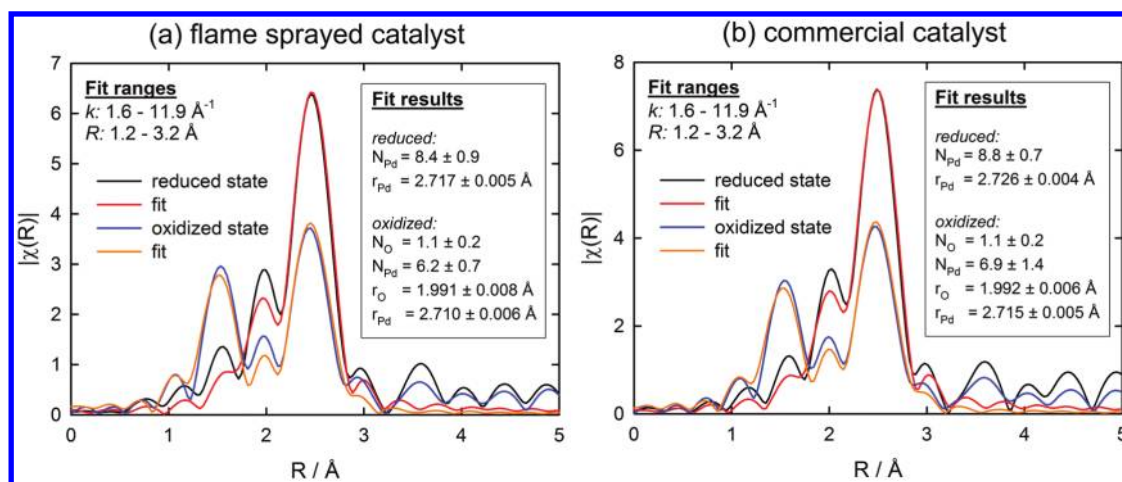 (a) flame sprayed catalyst
Fit ranges
k: 1.6 - 11.9 Å⁻¹
R: 1.2 - 3.2 Å
reduced state
fit
oxidized state
fit
Fit results
reduced:
N_Pd = 8.4 ± 0.9
r_Pd = 2.717 ± 0.005 Å
oxidized:
N_O = 1.1 ± 0.2
N_Pd = 6.2 ± 0.7
r_O = 1.991 ± 0.008 Å
r_Pd = 2.710 ± 0.006 Å
|χ(R)|
7
6
5
4
3
2
1
0
0 1 2 3 4 5
R / Å
(b) commercial catalyst
Fit ranges
k: 1.6 - 11.9 Å⁻¹
R: 1.2 - 3.2 Å
reduced state
fit
oxidized state
fit
Fit results
reduced:
N_Pd = 8.8 ± 0.7
r_Pd = 2.726 ± 0.004 Å
oxidized:
N_O = 1.1 ± 0.2
N_Pd = 6.9 ± 1.4
r_O = 1.992 ± 0.006 Å
r_Pd = 2.715 ± 0.005 Å
|χ(R)|
8
6
4
2
0
0 1 2 3 4 5
R / Å